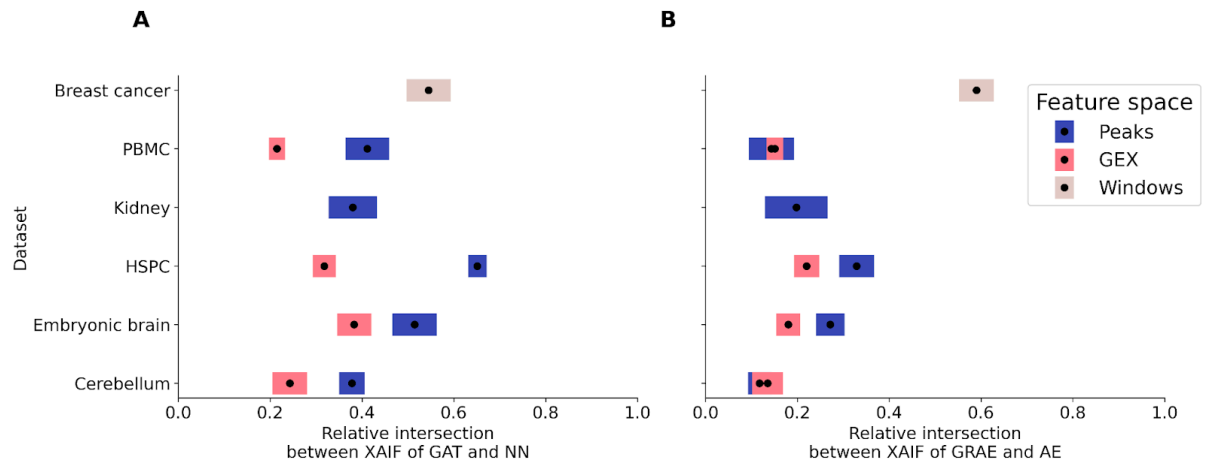 A
B
Breast cancer
PBMC
Kidney
HSPC
Embryonic brain
Cerebellum
Dataset
0.0 0.2 0.4 0.6 0.8 1.0
Relative intersection
between XAIF of GAT and NN
Feature space
Peaks
GEX
Windows
0.0 0.2 0.4 0.6 0.8 1.0
Relative intersection
between XAIF of GRAE and AE